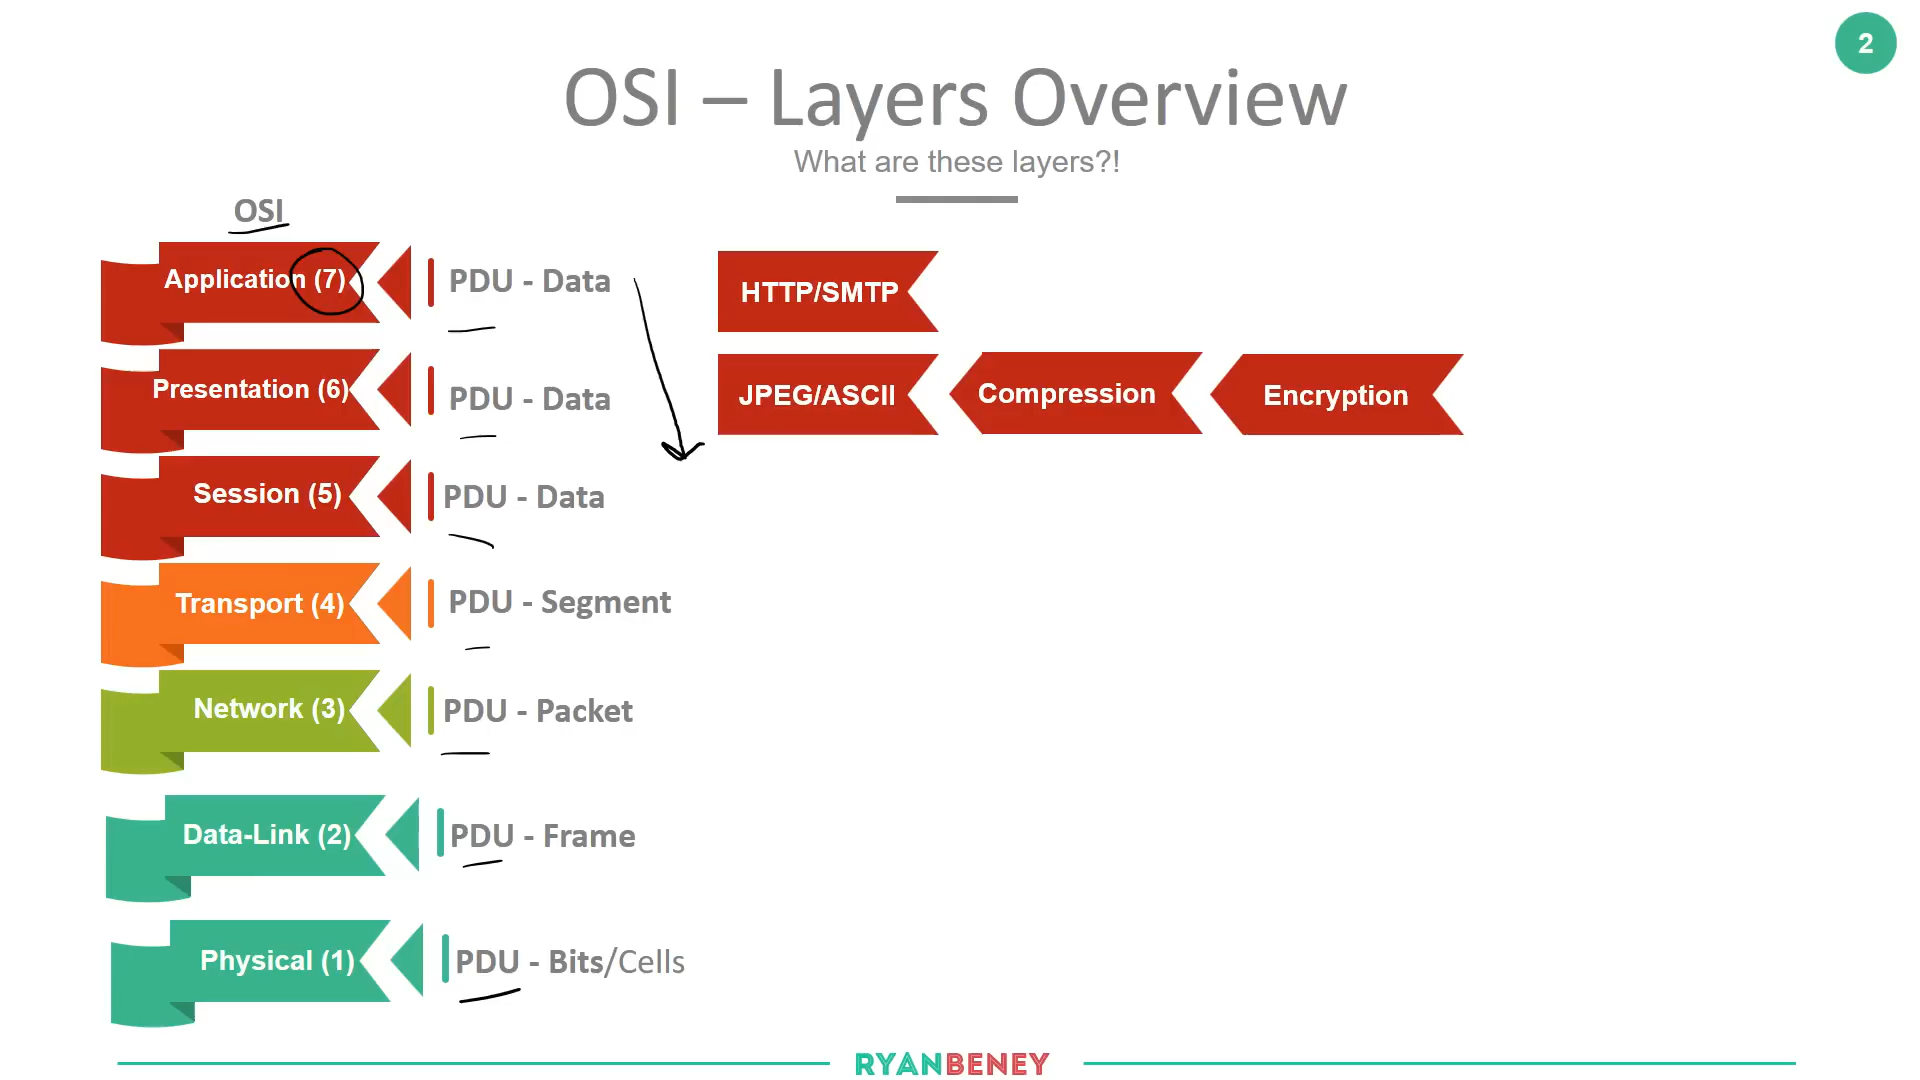 2
OSI – Layers Overview
What are these layers?!
OSI
Application (7)
PDU - Data
HTTP/SMTP
Presentation (6)
PDU - Data
JPEG/ASCII
Compression
Encryption
Session (5)
PDU - Data
Transport (4)
PDU - Segment
Network (3)
PDU - Packet
Data-Link (2)
PDU - Frame
Physical (1)
PDU - Bits/Cells
RYANBENEY